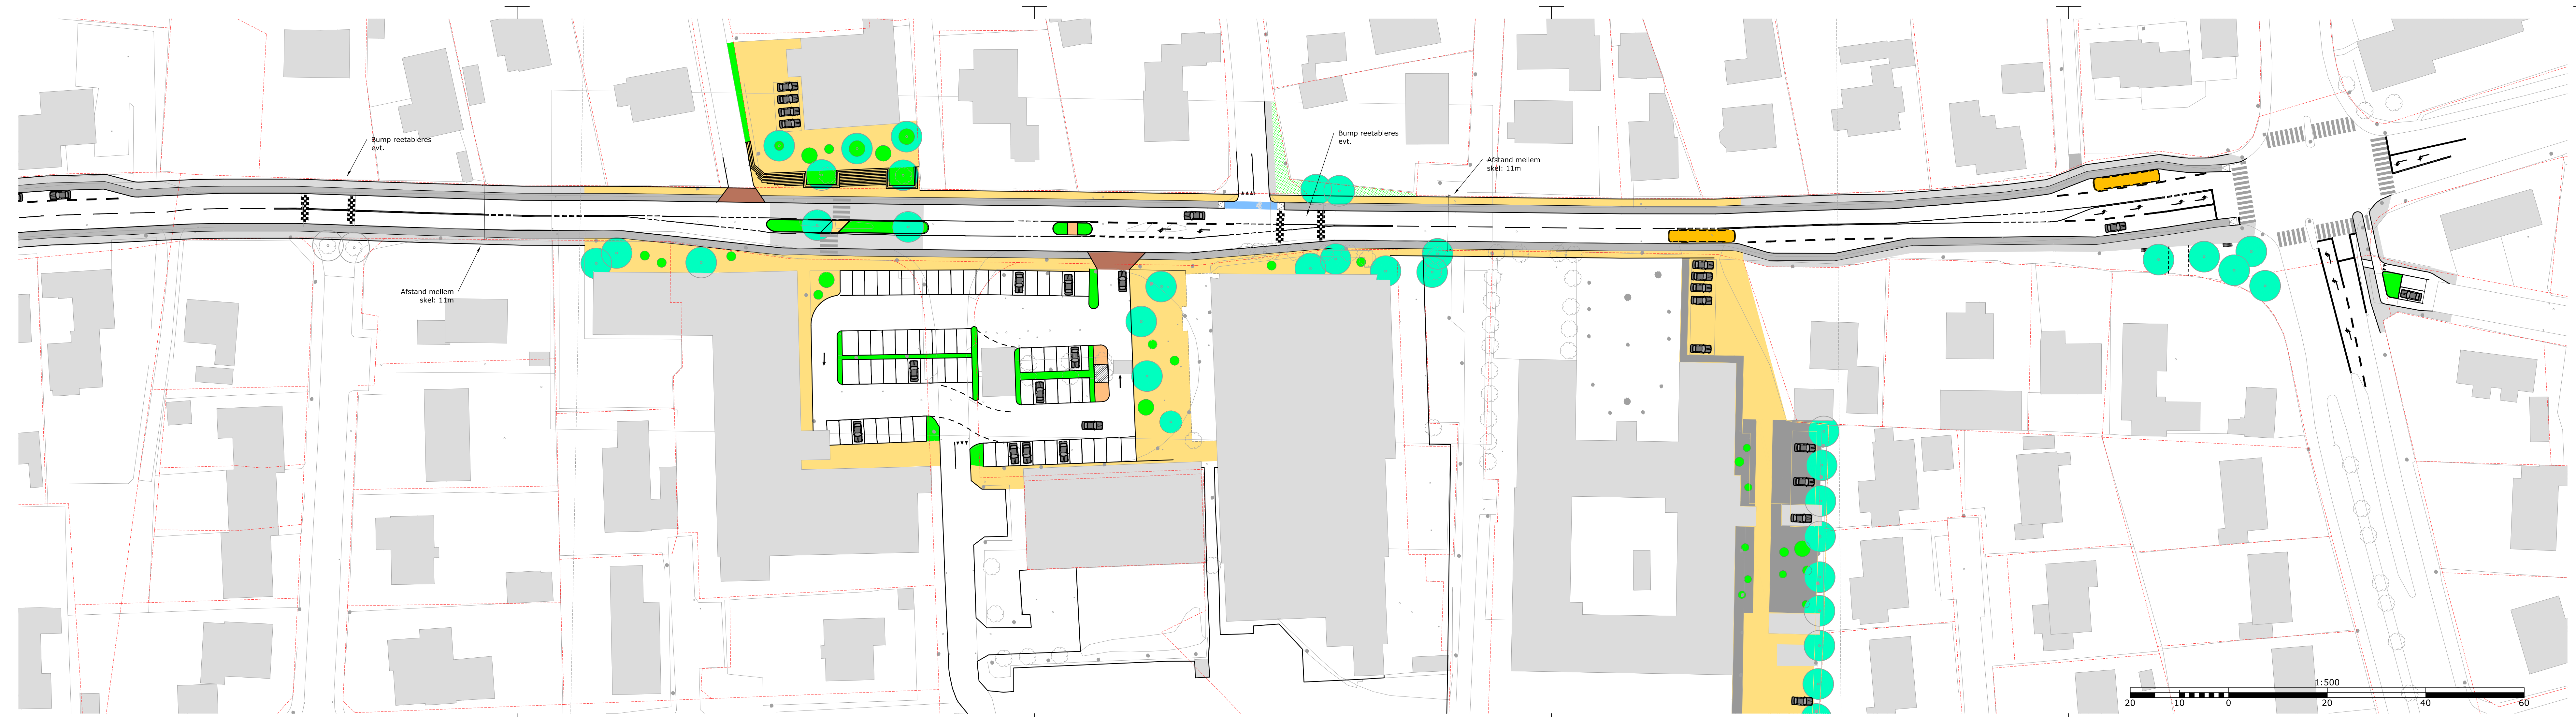 Bump reetableres
evt.
Bump reetableres
evt.
Afstand mellem
skel: 11m
Afstand mellem
skel: 11m
1:500
20 10 0 20 40 60